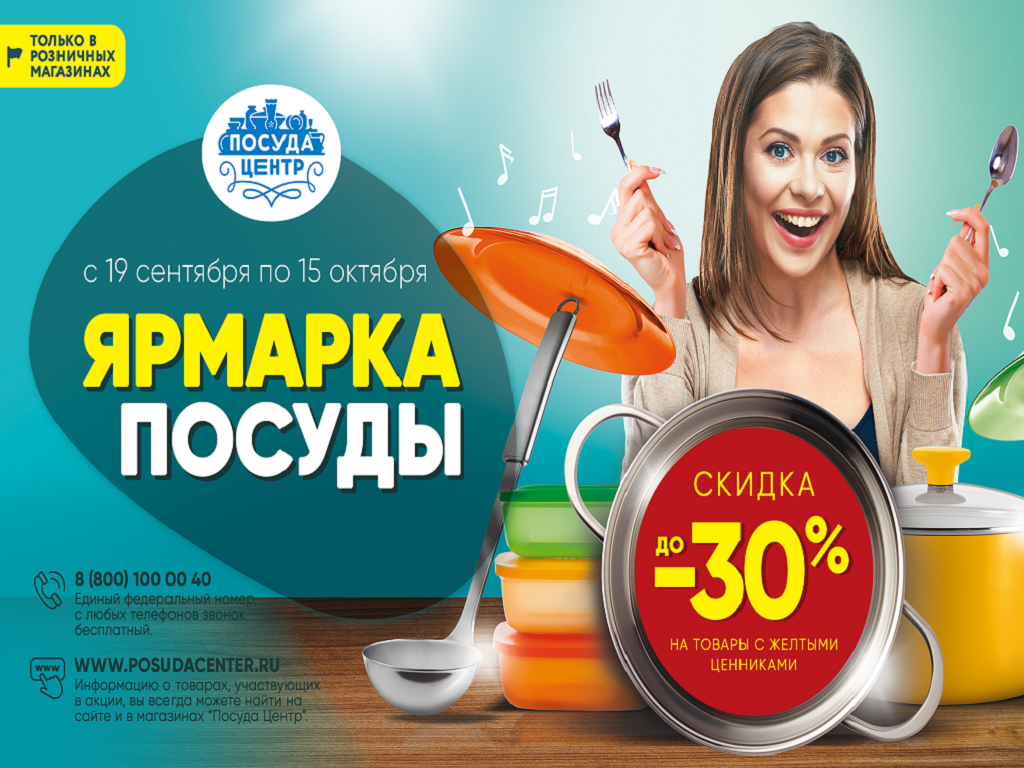 ТОЛЬКО В
РОЗНИЧНЫХ
МАГАЗИНАХ
ПОСУДА
ЦЕНТР
с 19 сентября по 15 октября
ЯРМАРКА
ПОСУДЫ
СКИДКА
ДО
-30%
НА ТОВАРЫ С ЖЕЛТЫМИ
ЦЕННИКАМИ
8 (800) 100 00 40
Единый федеральный номер,
с любых телефонов звонок
бесплатный.
www
WWW.POSUDACENTER.RU
Информацию о товарах, участвующих
в акции, вы всегда можете найти на
сайте и в магазинах "Посуда Центр".